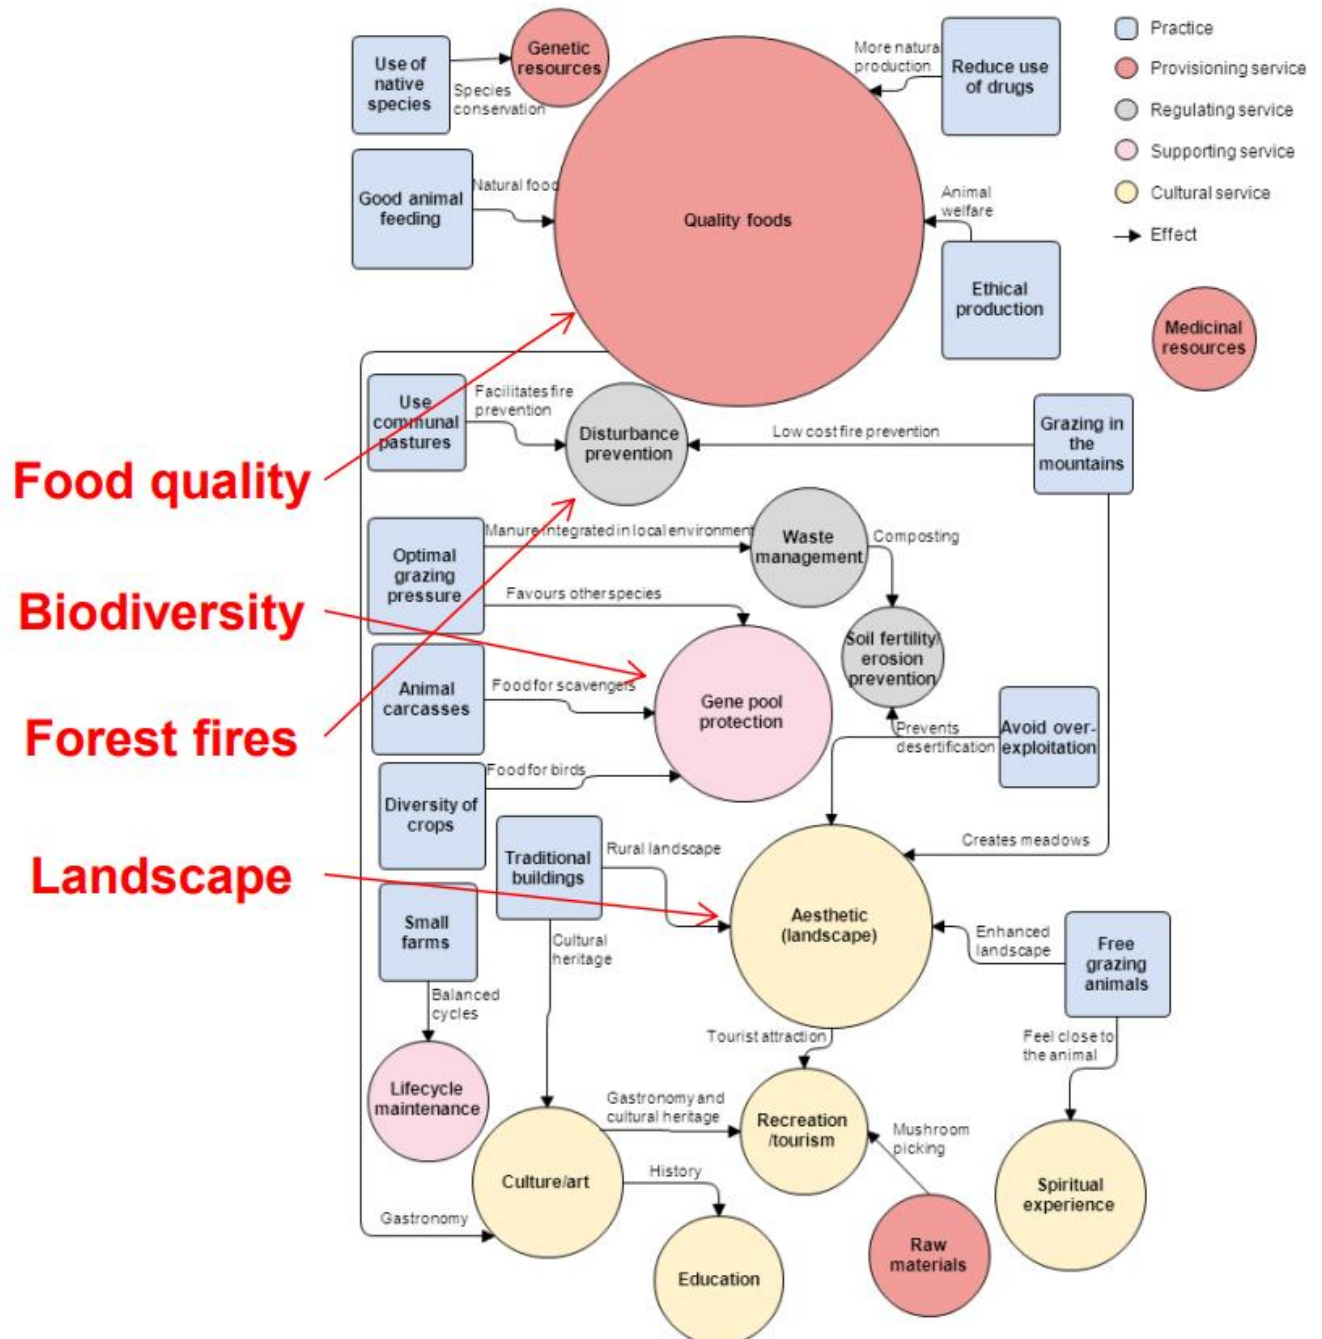 Use of
native
species
Species
conservation
Genetic
resources
More natural
production
Reduce use
of drugs
Practice
Provisioning service
Regulating service
Supporting service
Cultural service
Effect
Good animal
feeding
Natural food
Quality foods
Animal
welfare
Ethical
production
Medicinal
resources
Use
communal
pastures
Facilitates fire
prevention
Disturbance
prevention
Low cost fire prevention
Grazing in
the
mountains
Food quality
Optimal
grazing
pressure
Manure integrated in local environment
Waste
management
Composting
Favours other species
Biodiversity
Soil fertility/
erosion
prevention
Animal
carcasses
Food for scavengers
Gene pool
protection
Forest fires
Prevents
desertification
Avoid over-
exploitation
Diversity of
crops
Food for birds
Traditional
buildings
Rural landscape
Creates meadows
Landscape
Small
farms
Cultural
heritage
Aesthetic
(landscape)
Enhanced
landscape
Free
grazing
animals
Balanced
cycles
Tourist attraction
Feel close to
the animal
Lifecycle
maintenance
Gastronomy and
cultural heritage
Recreation
/tourism
Mushroom
picking
Culture/art
History
Spiritual
experience
Gastronomy
Education
Raw
materials